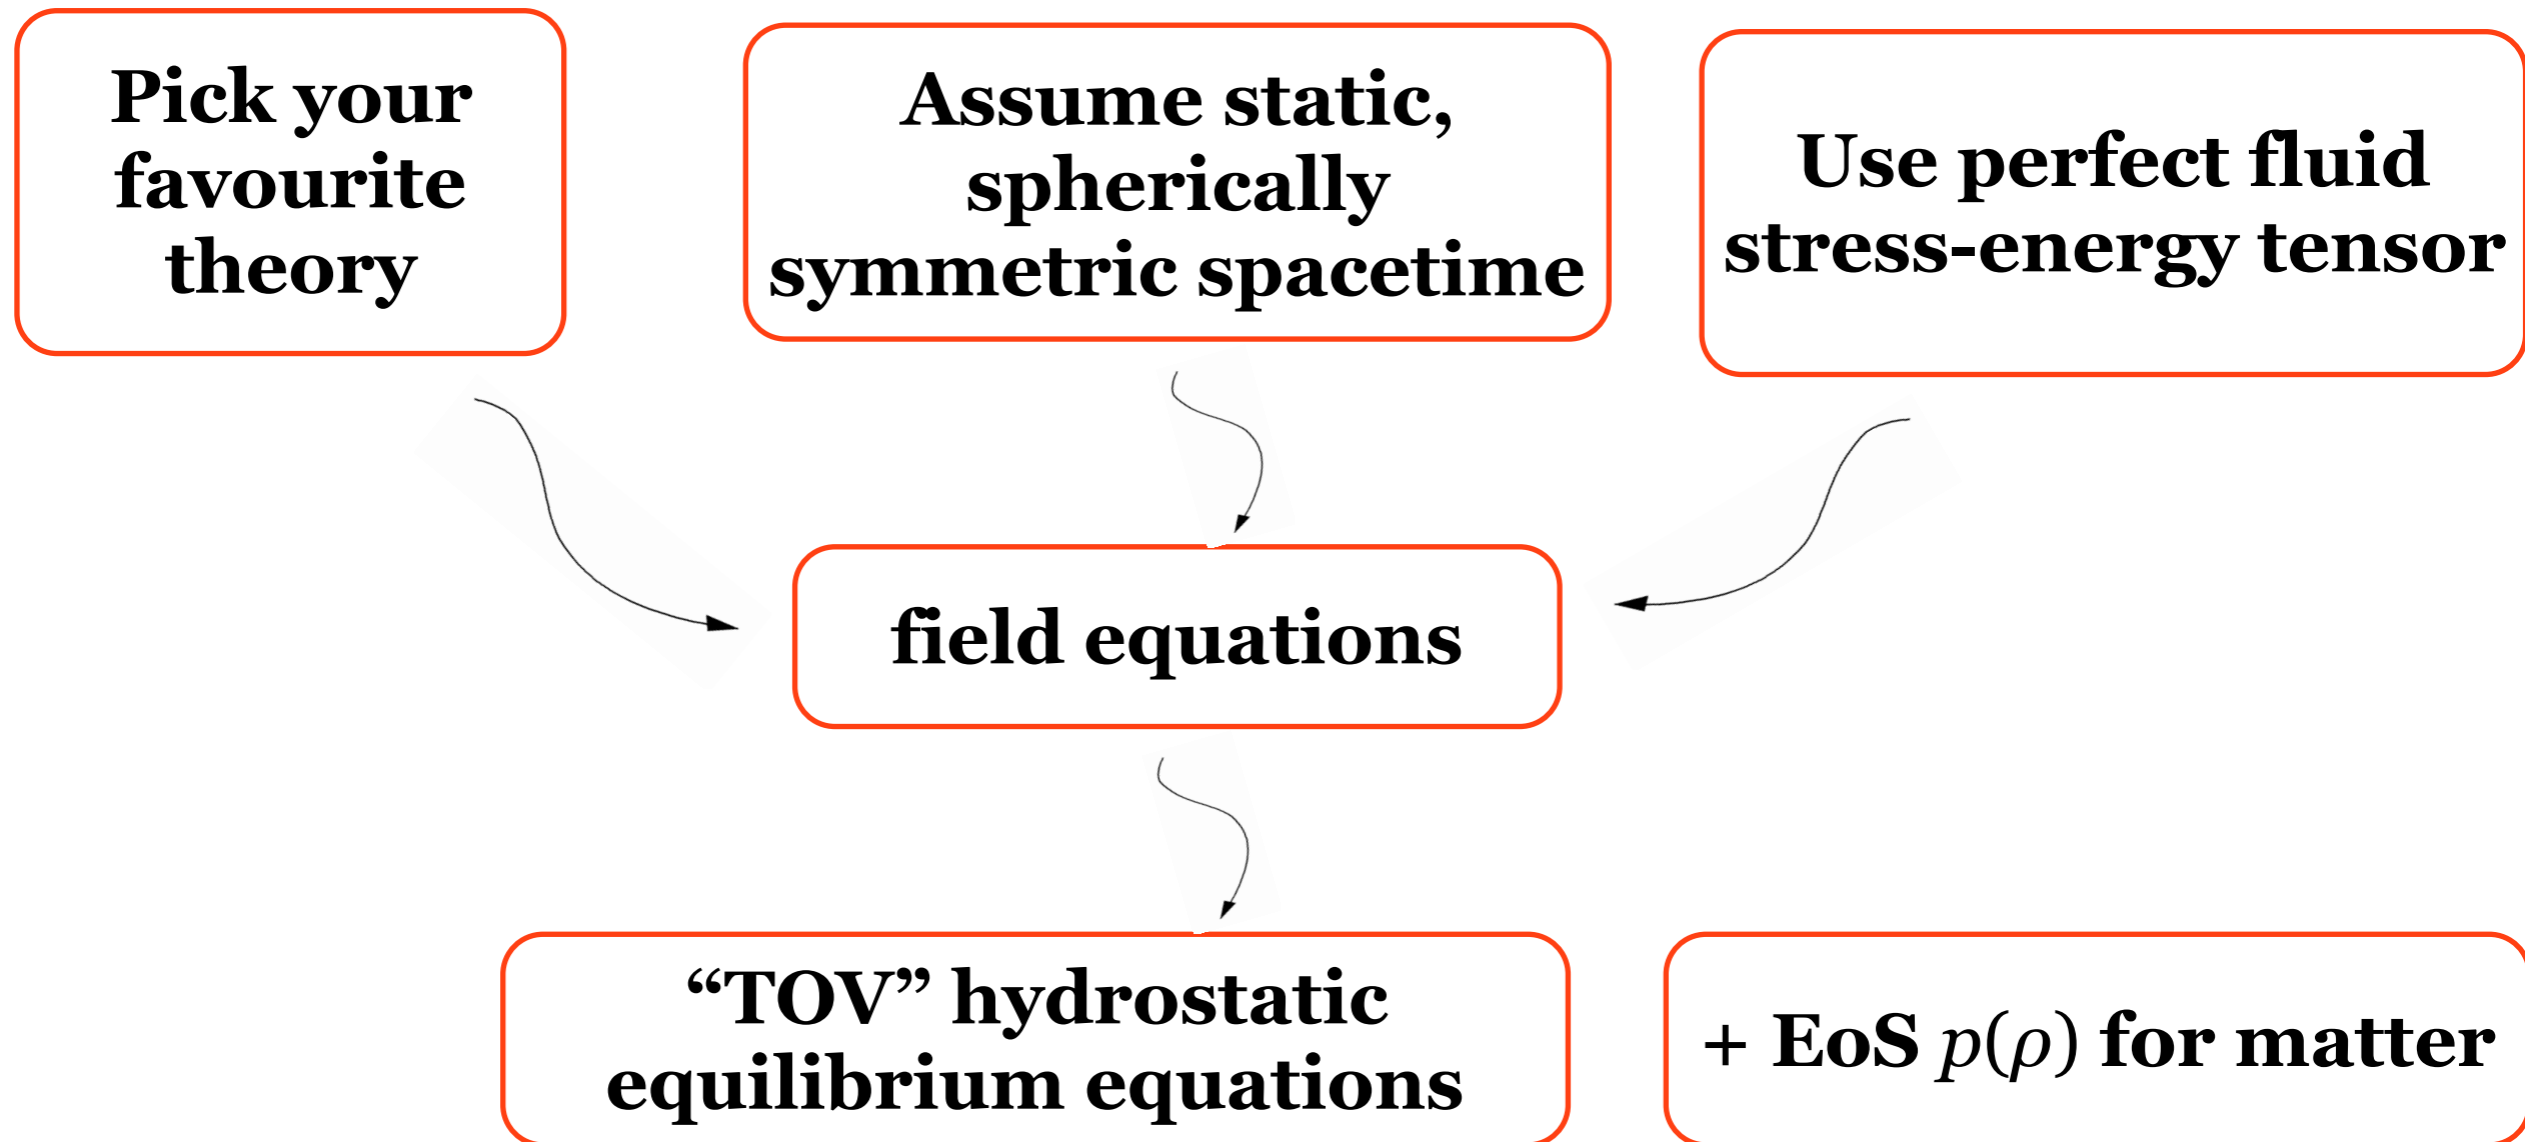 Pick your
favourite
theory
Assume static,
spherically
symmetric spacetime
Use perfect fluid
stress-energy tensor
field equations
“TOV” hydrostatic
equilibrium equations
+ EoS p(ρ) for matter